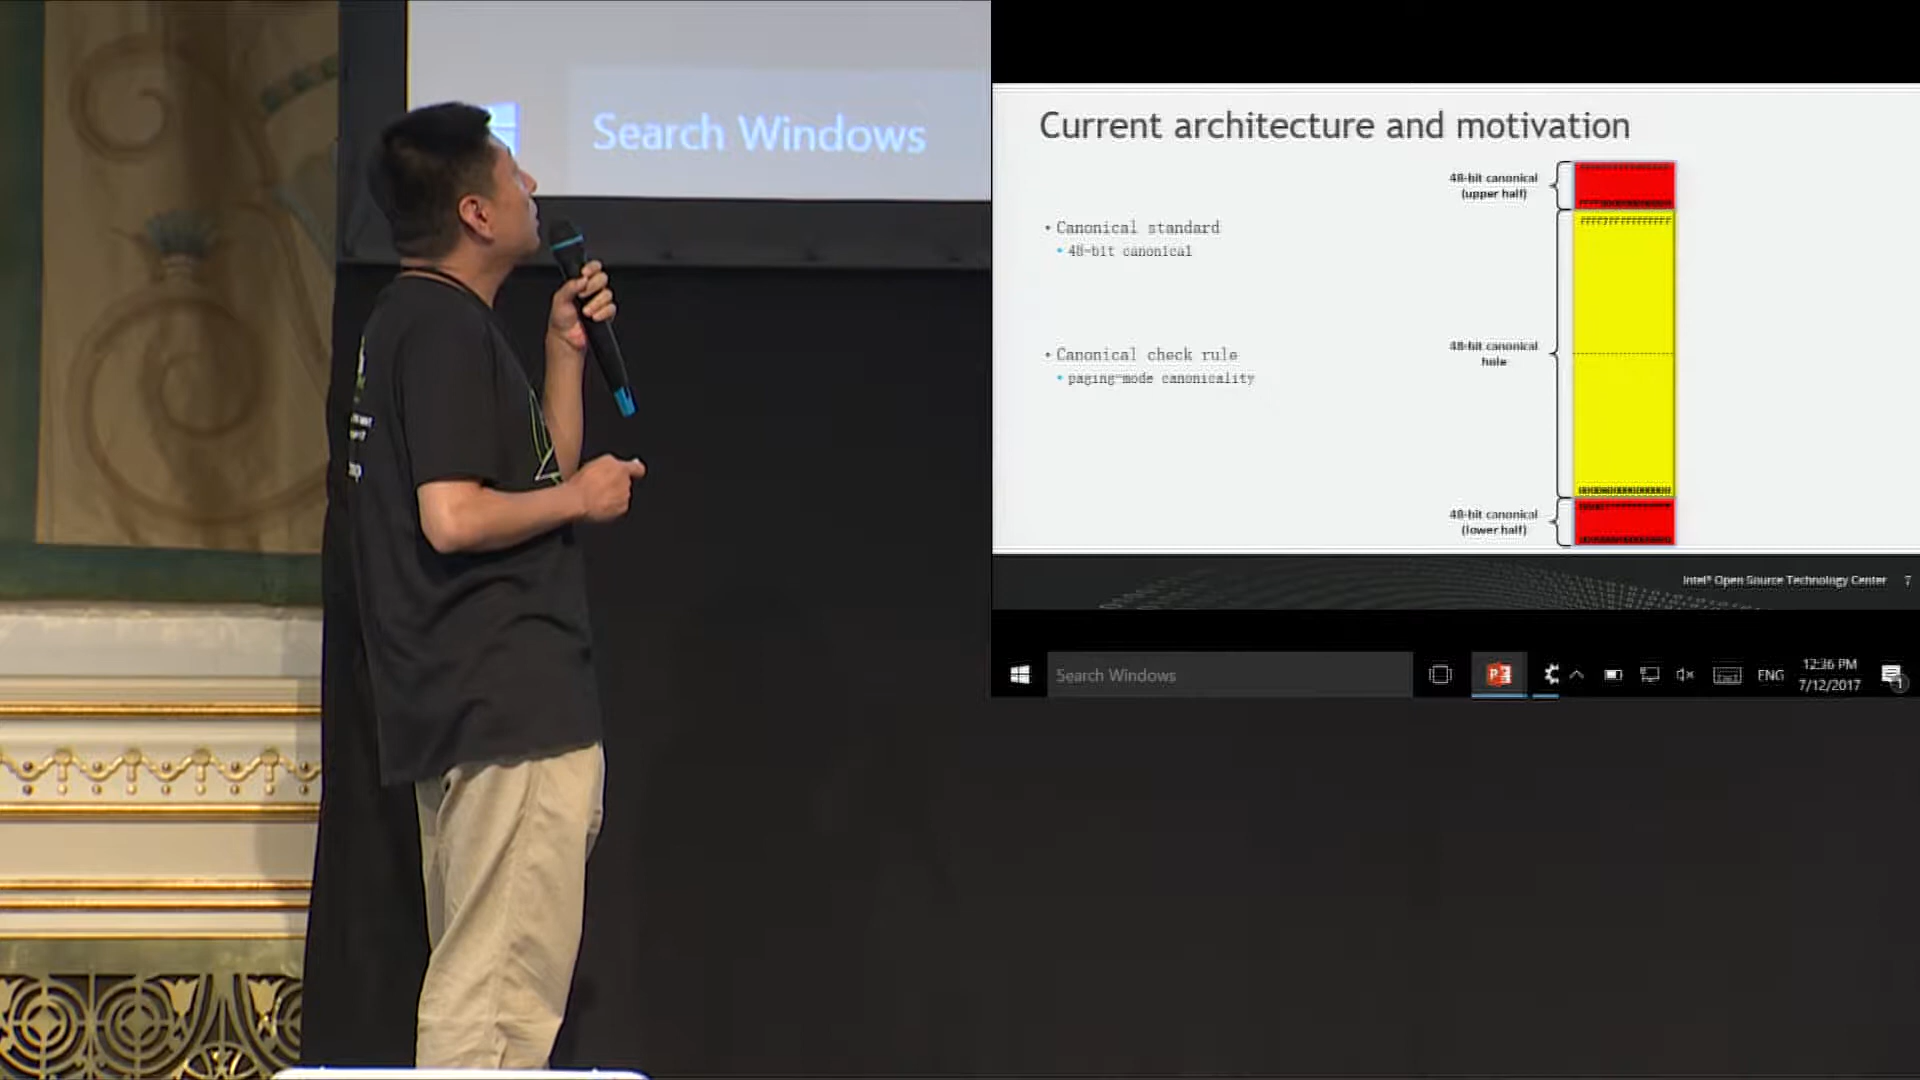 Search Windows
Current architecture and motivation
• Canonical standard
• 48-bit canonical
• Canonical check rule
• paging-mode canonicality
48-bit canonical
(upper half)
48-bit canonical
hole
48-bit canonical
(lower half)
Intel® Open Source Technology Center 7
Search Windows
ENG
12:36 PM
7/12/2017
1